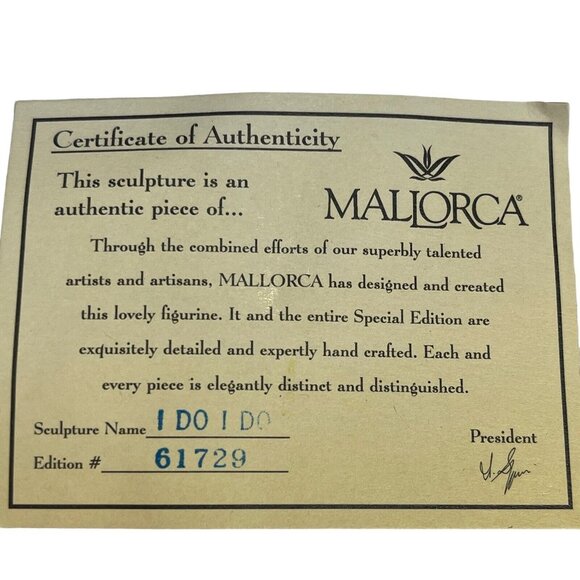 Certificate of Authenticity
This sculpture is an
authentic piece of...
MALLORCA®
Through the combined efforts of our superbly talented
artists and artisans, MALLORCA has designed and created
this lovely figurine. It and the entire Special Edition are
exquisitely detailed and expertly hand crafted. Each and
every piece is elegantly distinct and distinguished.
Sculpture Name I DO I DO
Edition # 61729
President